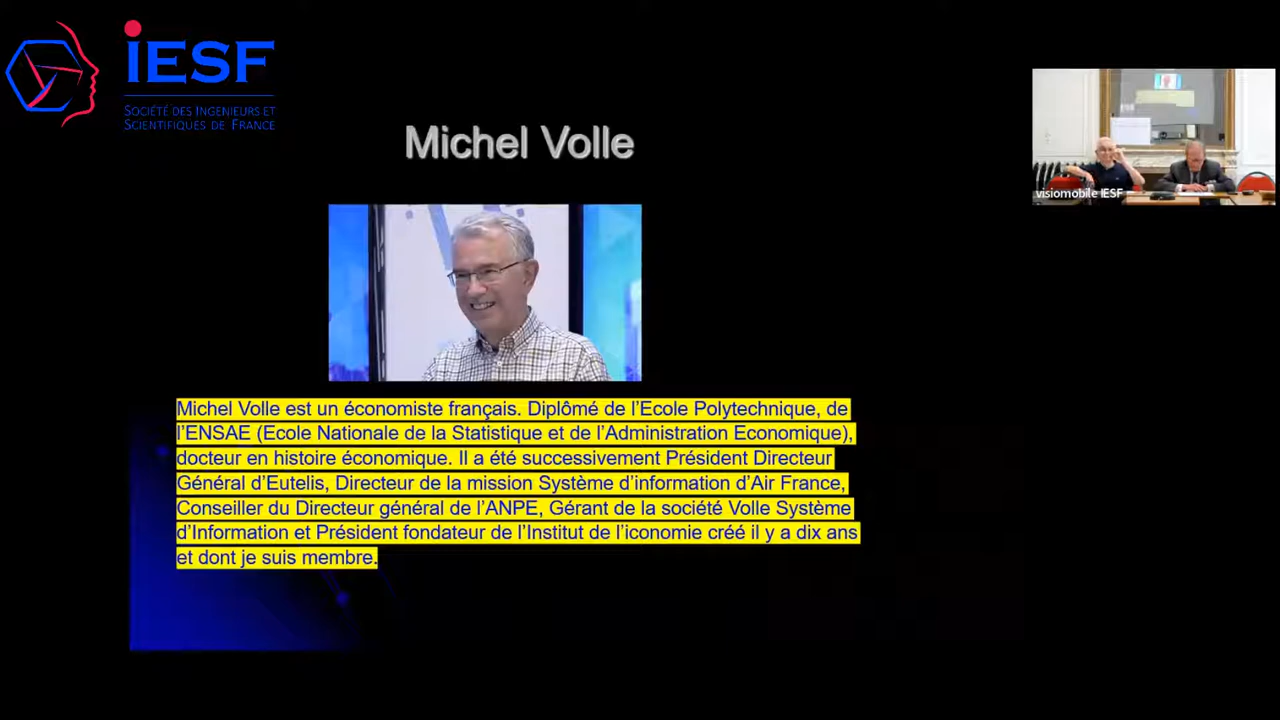 iESF
SOCIÉTÉ DES INGENIEURS ET
SCIENTIFIQUES DE FRANCE
Michel Volle
visiomobile IESF
Michel Volle est un économiste français. Diplômé de l'Ecole Polytechnique, de
l'ENSAE (Ecole Nationale de la Statistique et de l'Administration Economique),
docteur en histoire économique. Il a été successivement Président Directeur
Général d'Eutelis, Directeur de la mission Système d'information d'Air France,
Conseiller du Directeur général de l'ANPE, Gérant de la société Volle Système
d'Information et Président fondateur de l'Institut de l'iconomie créé il y a dix ans
et dont je suis membre.